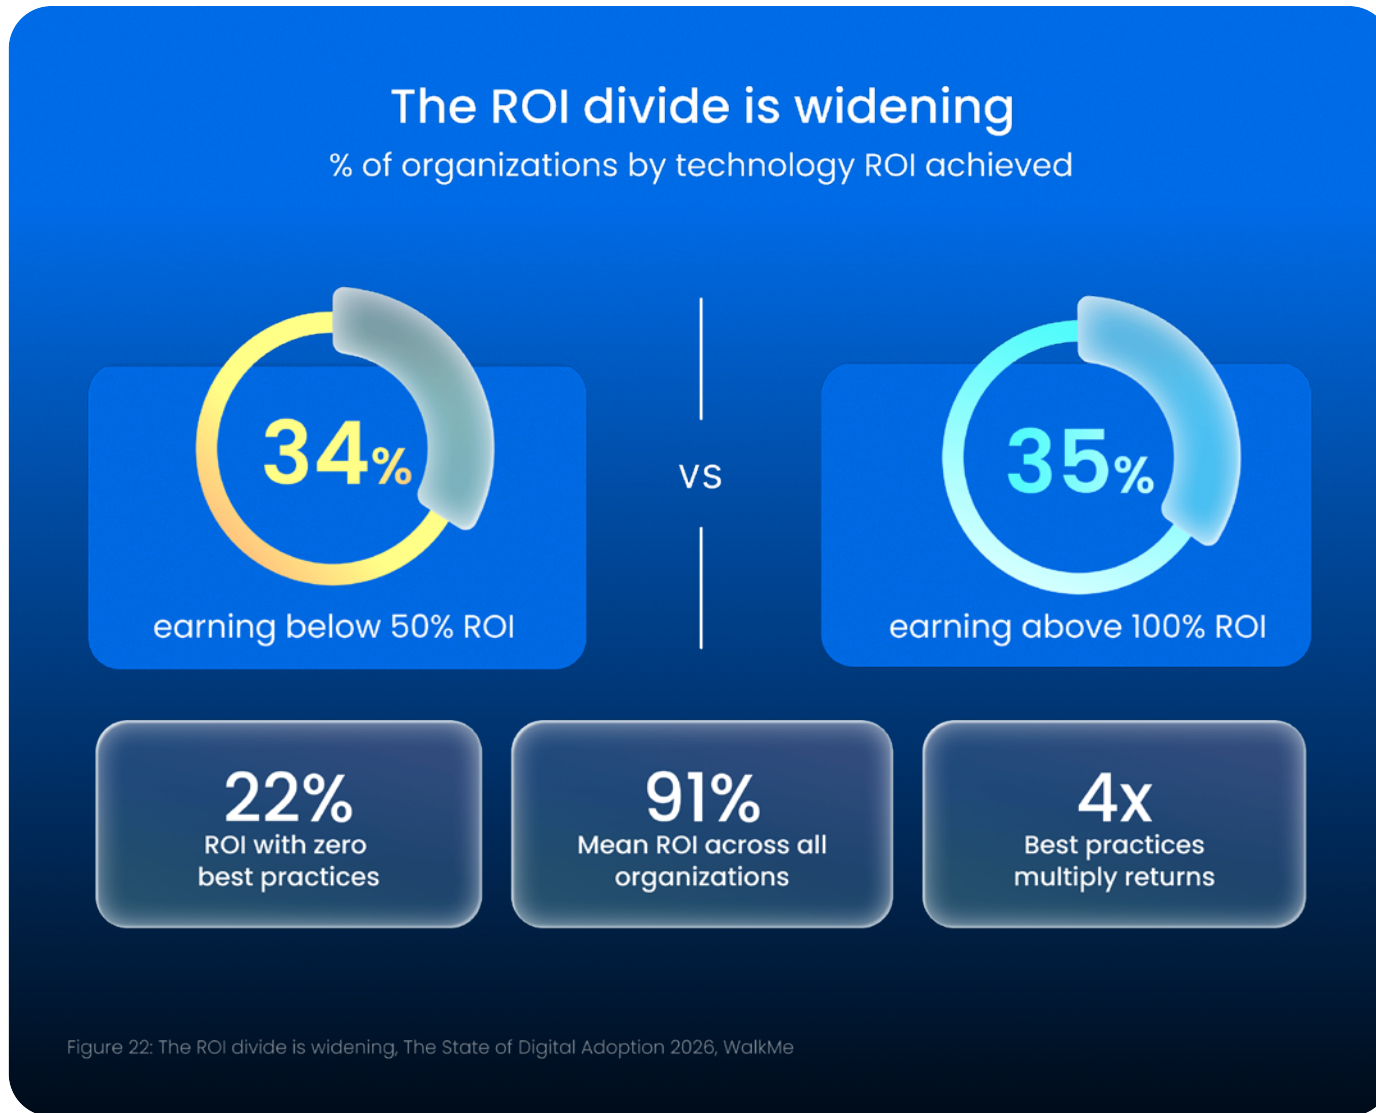 The ROI divide is widening
% of organizations by technology ROI achieved
34%
earning below 50% ROI
vs
35%
earning above 100% ROI
22%
ROI with zero
best practices
91%
Mean ROI across all
organizations
4x
Best practices
multiply returns
Figure 22: The ROI divide is widening, The State of Digital Adoption 2026, WalkMe